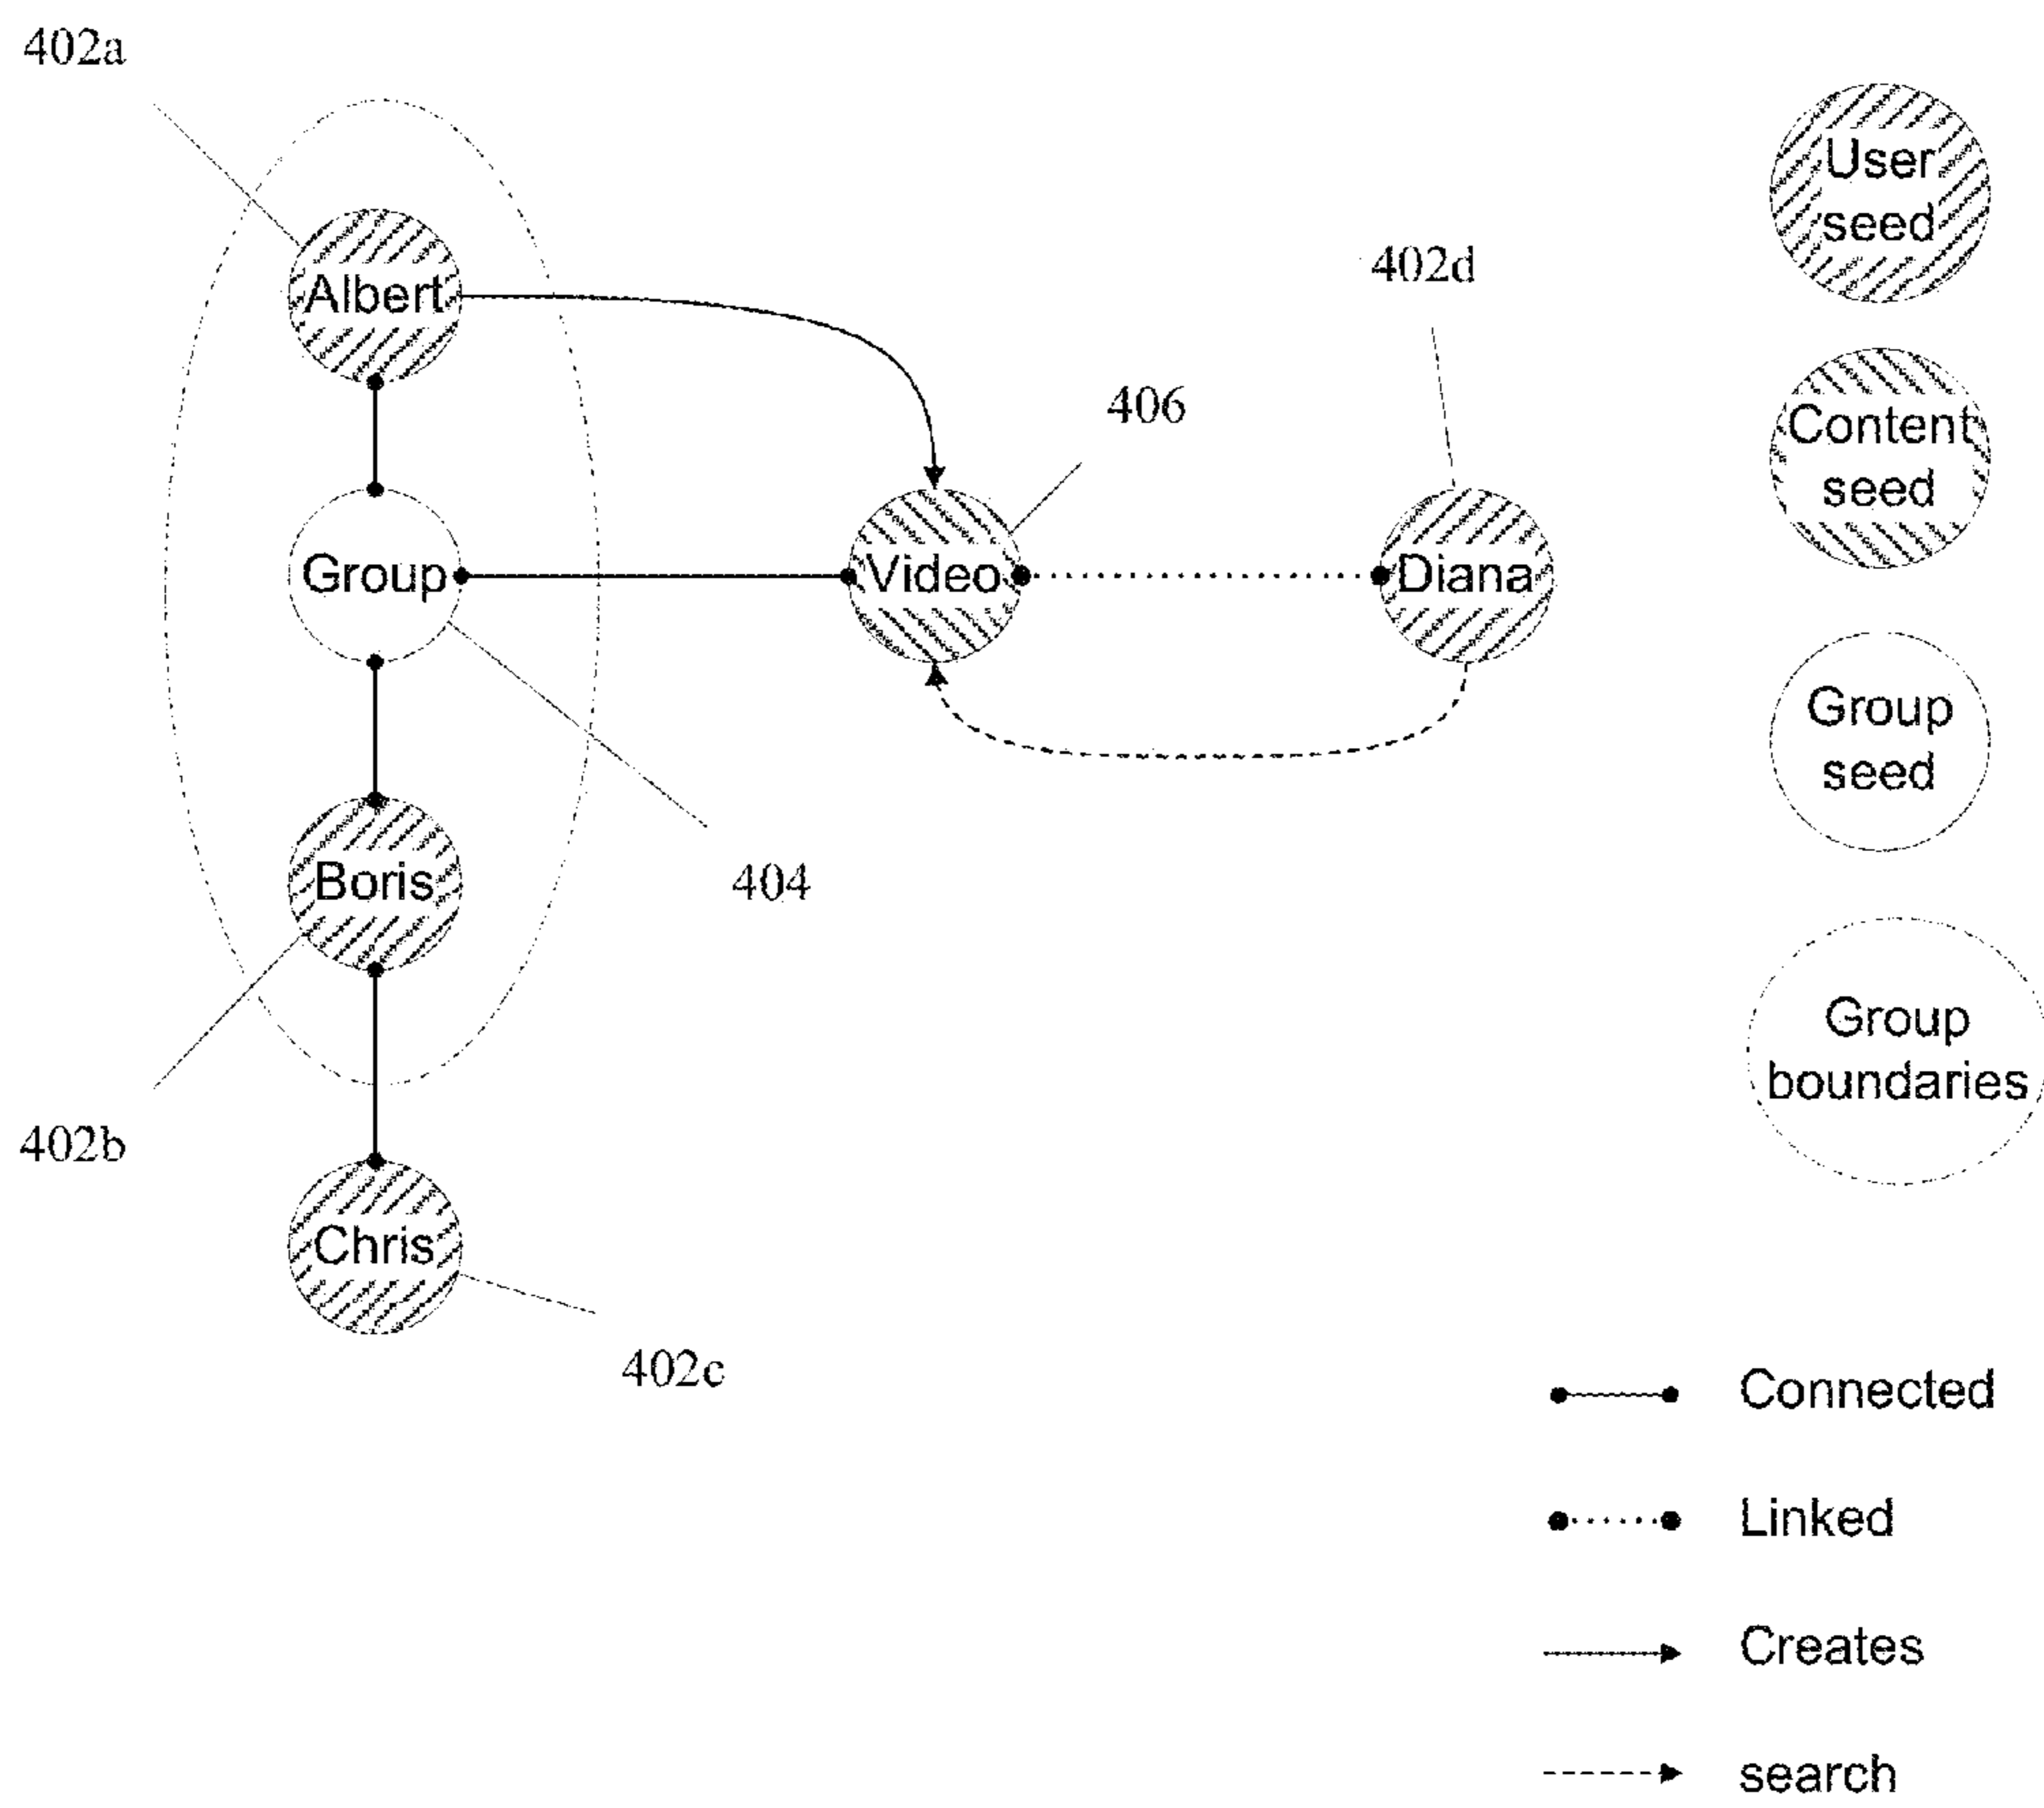 402a
User
seed
Albert
402d
406
Content
seed
Group
Video
Diana
Group
seed
404
Boris
Group
boundaries
402b
Chris
402c
Connected
Linked
Creates
search